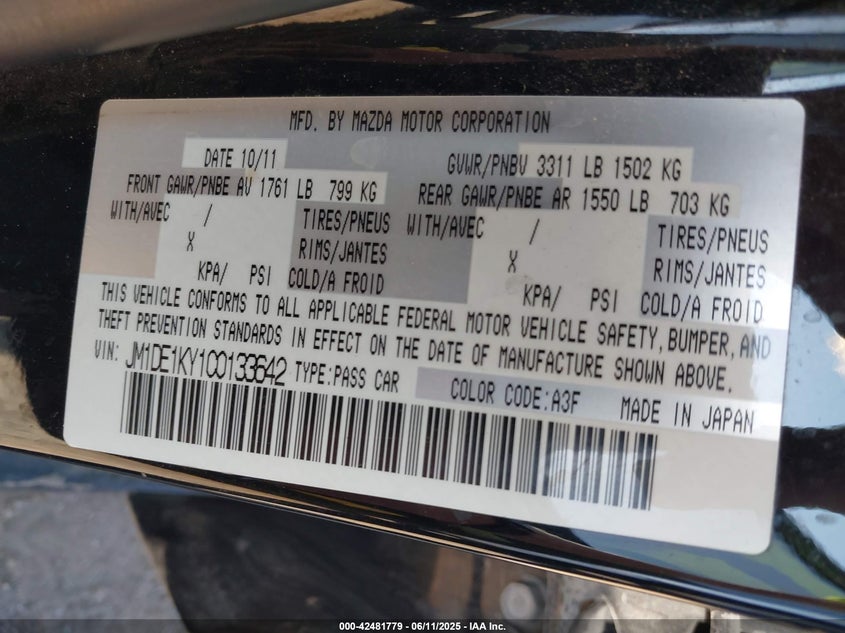 MFD. BY MAZDA MOTOR CORPORATION
DATE 10/11 GVWR/PNBV 3311 LB 1502 KG
FRONT GAWR/PNBE AV 1761 LB 799 KG REAR GAWR/PNBE AR 1550 LB 703 KG
WITH/AVEC / TIRES/PNEUS WITH/AVEC / TIRES/PNEUS
X RIMS/JANTES X RIMS/JANTES
KPA/ PSI COLD/A FROID KPA/ PSI COLD/A FROID
THIS VEHICLE CONFORMS TO ALL APPLICABLE FEDERAL MOTOR VEHICLE SAFETY, BUMPER, AND
THEFT PREVENTION STANDARDS IN EFFECT ON THE DATE OF MANUFACTURE SHOWN ABOVE.
VIN: JM1DE1KY1C0133642 TYPE:PASS CAR COLOR CODE:A3F MADE IN JAPAN
000-42481779 - 06/11/2025 - IAA Inc.